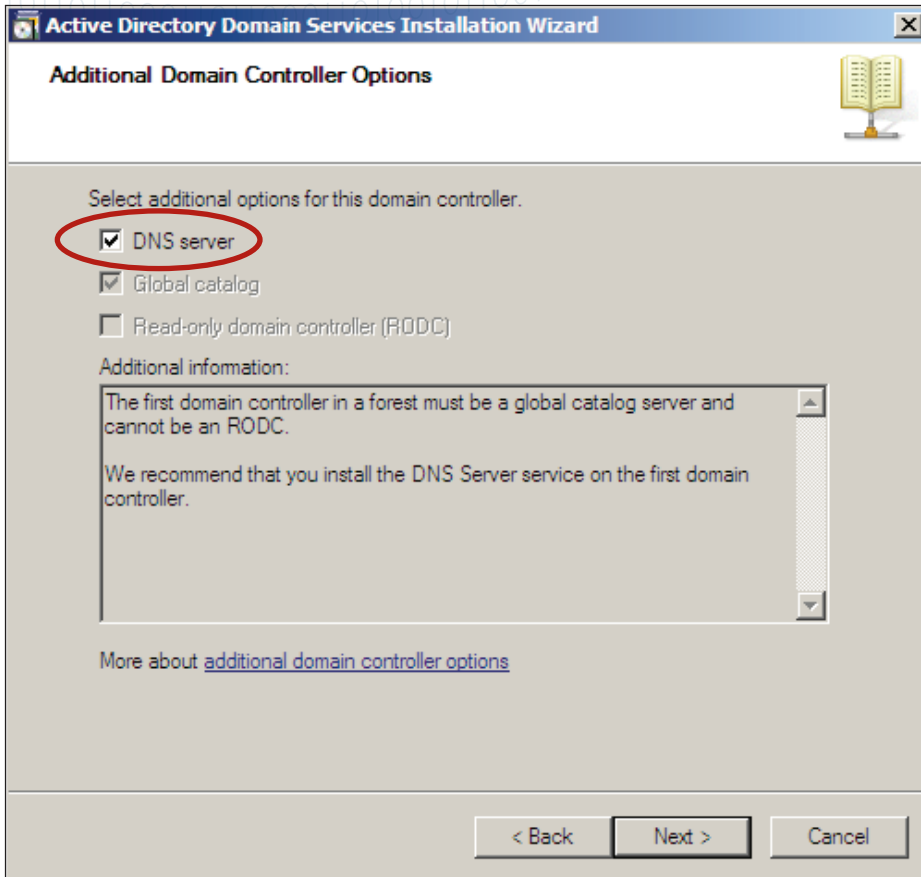 Active Directory Domain Services Installation Wizard
Additional Domain Controller Options
Select additional options for this domain controller.
DNS server
Global catalog
Read-only domain controller (RODC)
Additional information:
The first domain controller in a forest must be a global catalog server and
cannot be an RODC.
We recommend that you install the DNS Server service on the first domain
controller.
More about additional domain controller options
< Back
Next >
Cancel